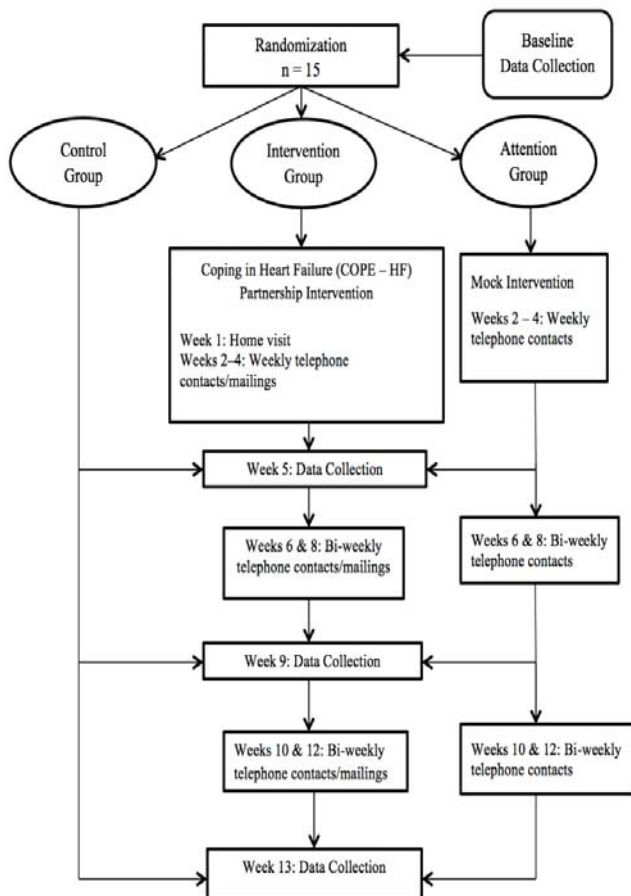 Randomization
n = 15
Baseline
Data Collection
Control
Group
Intervention
Group
Attention
Group
Coping in Heart Failure (COPE – HF)
Partnership Intervention
Week 1: Home visit
Weeks 2–4: Weekly telephone
contacts/mailings
Mock Intervention
Weeks 2 – 4: Weekly
telephone contacts
Week 5: Data Collection
Weeks 6 & 8: Bi-weekly
telephone contacts/mailings
Weeks 6 & 8: Bi-weekly
telephone contacts
Week 9: Data Collection
Weeks 10 & 12: Bi-weekly
telephone contacts/mailings
Weeks 10 & 12: Bi-weekly
telephone contacts
Week 13: Data Collection